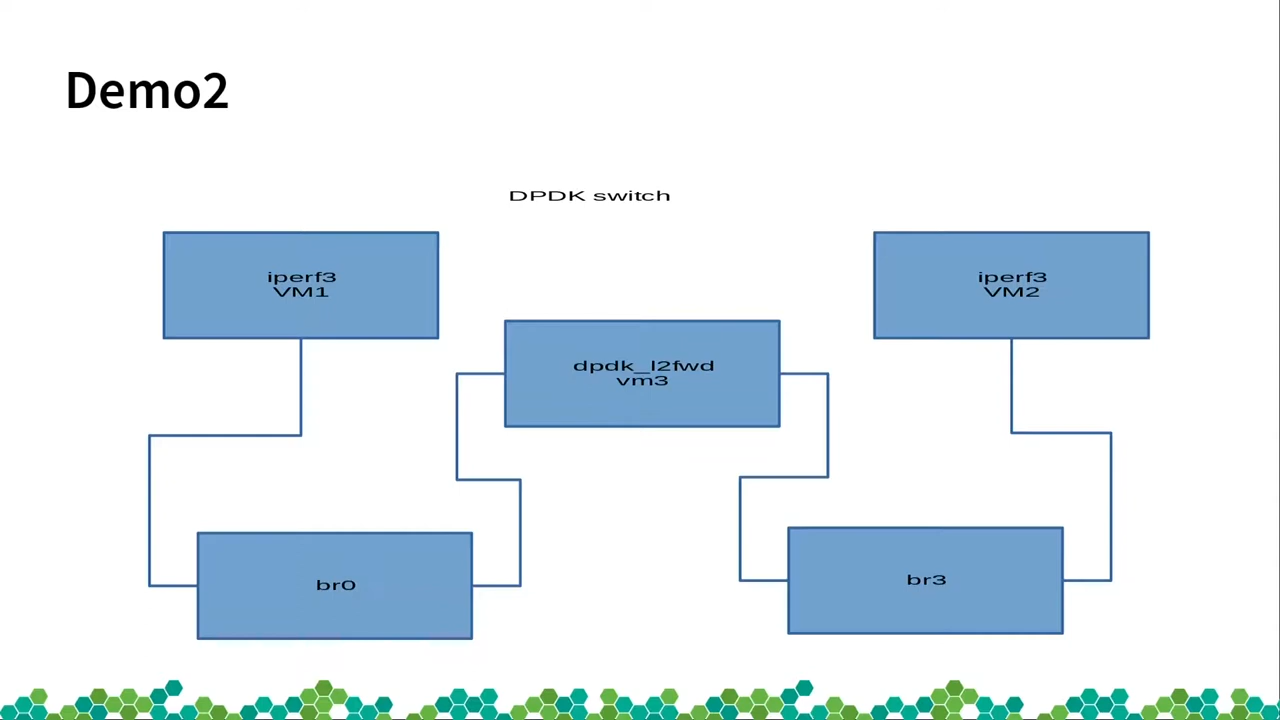 Demo2
DPDK switch
iperf3
VM1
iperf3
VM2
dpdk_l2fwd
vm3
br0
br3